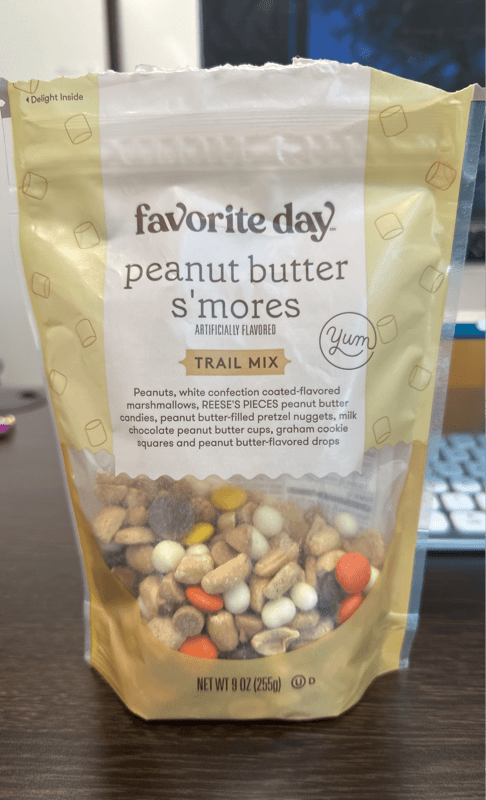 Delight Inside
favorite day™
peanut butter
s'mores
ARTIFICIALLY FLAVORED
Yum
TRAIL MIX
Peanuts, white confection coated-flavored
marshmallows, REESE'S PIECES peanut butter
candies, peanut butter-filled pretzel nuggets, milk
chocolate peanut butter cups, graham cookie
squares and peanut butter-flavored drops
NET WT 9 OZ (255g) U D